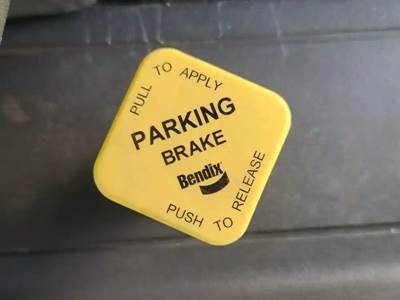 PULL TO APPLY
PARKING
BRAKE
Bendix
PUSH TO RELEASE